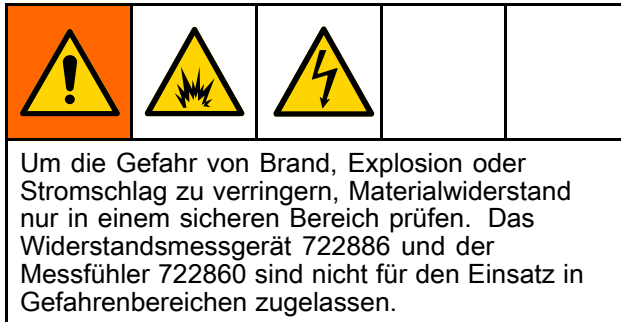 Um die Gefahr von Brand, Explosion oder
Stromschlag zu verringern, Materialwiderstand
nur in einem sicheren Bereich prüfen. Das
Widerstandsmessgerät 722886 und der
Messfühler 722860 sind nicht für den Einsatz in
Gefahrenbereichen zugelassen.